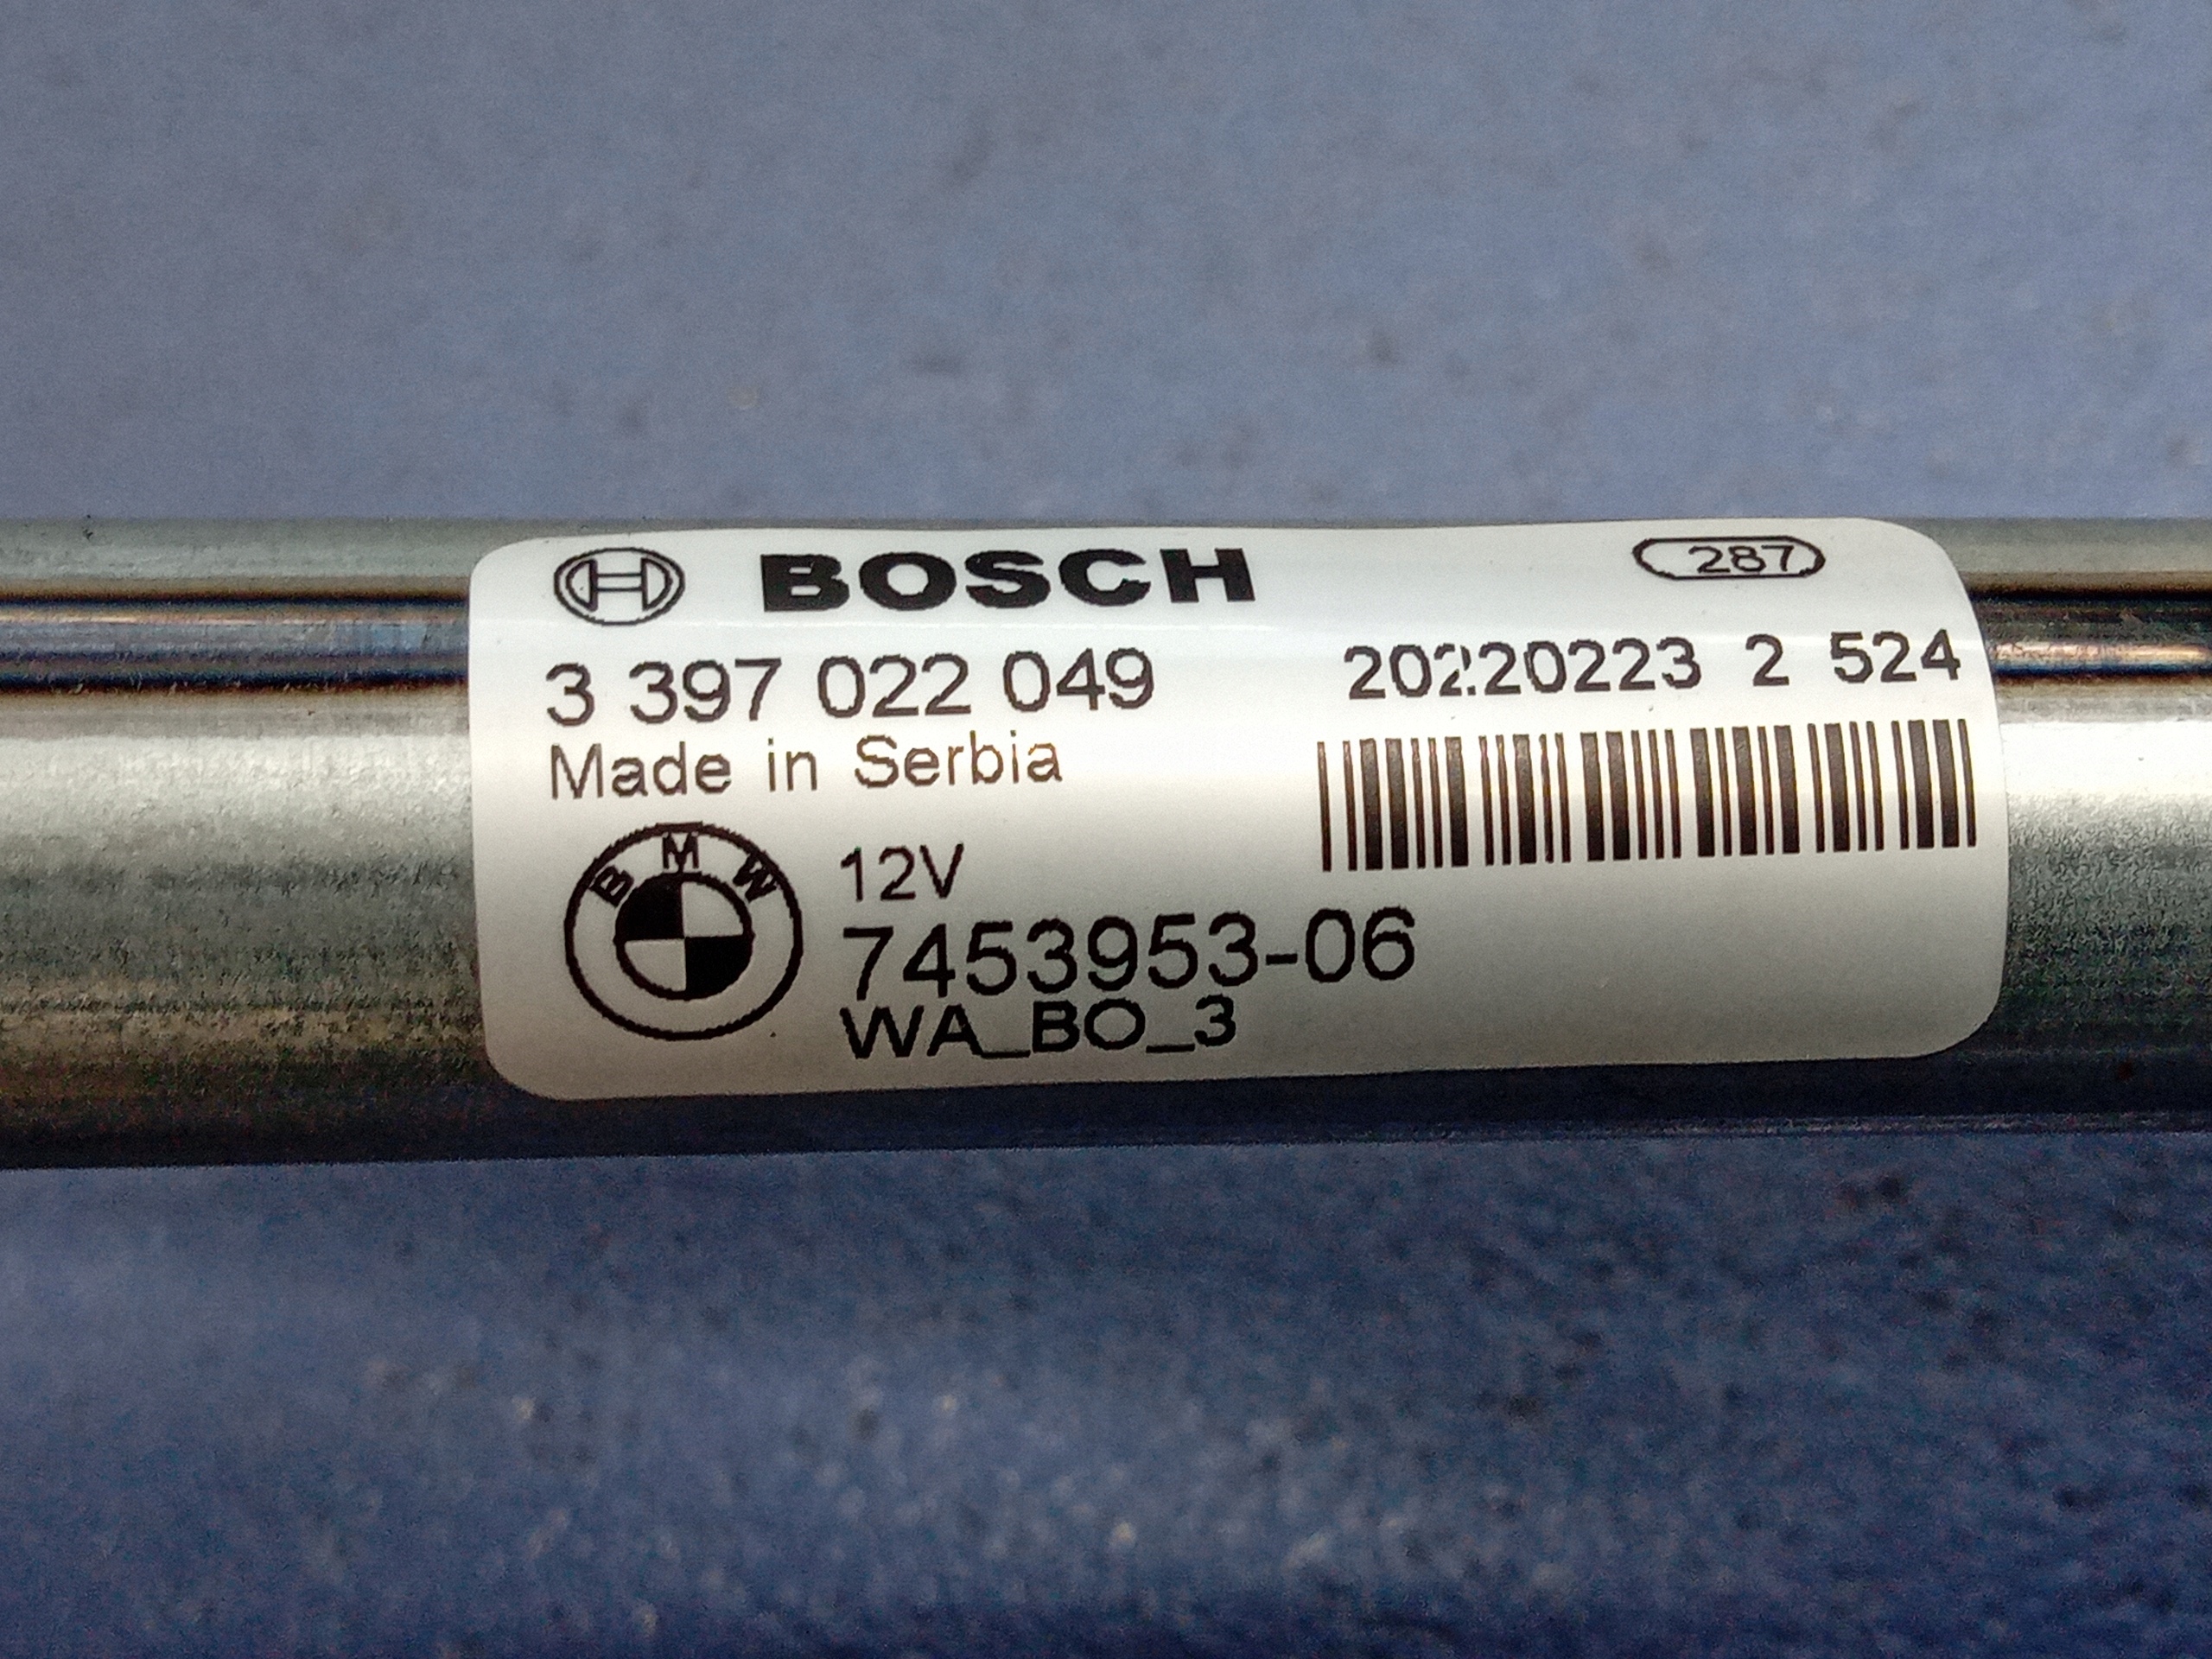 BOSCH 287
3 397 022 049 20220223 2 524
Made in Serbia
BMW
12V
7453953-06
WA_BO_3